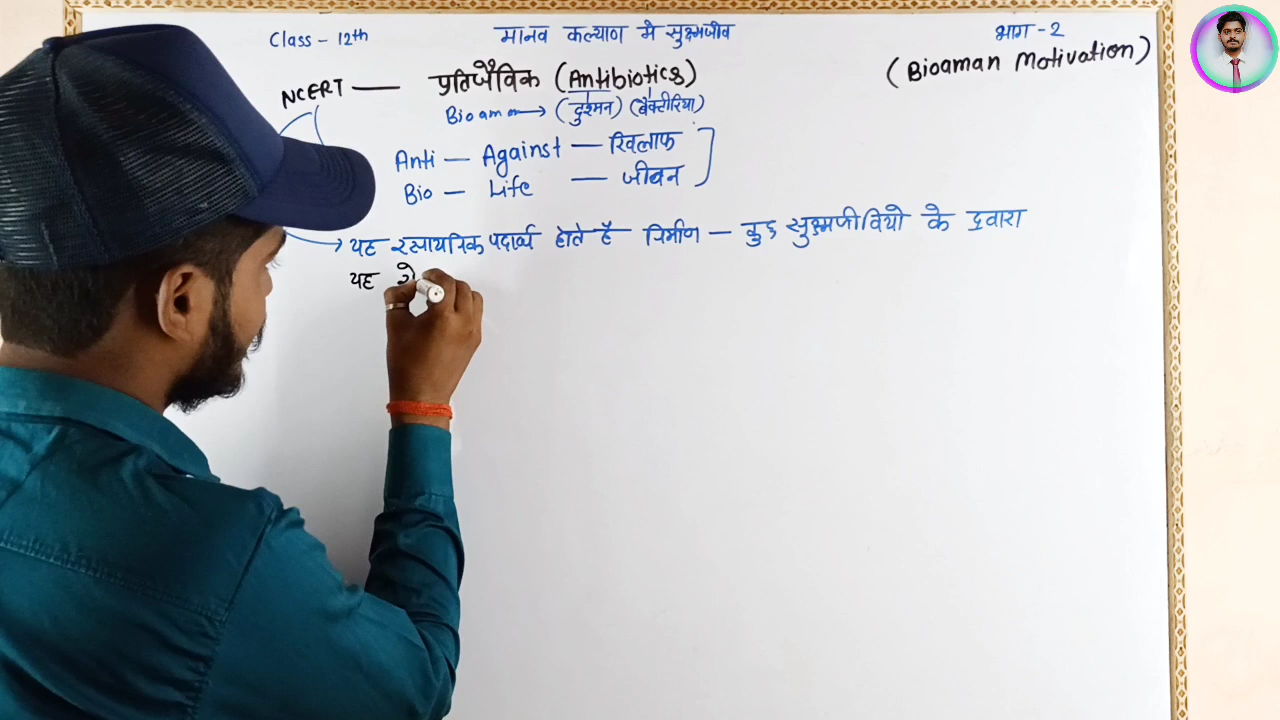 Class - 12th मानव कल्याण मे सुक्ष्मजीव भाग -2
(Bioaman Motivation)
NCERT — प्रतिजैविक (Antibiotics)
Bioaman → (दुश्मन) (बैक्टीरिया)
Anti — Against — खिलाफ
Bio — Life — जीवन
→ यह रसायनिक पदार्थ होते है निर्माण — कुछ सुक्ष्मजीवियो के द्वारा
यह रो